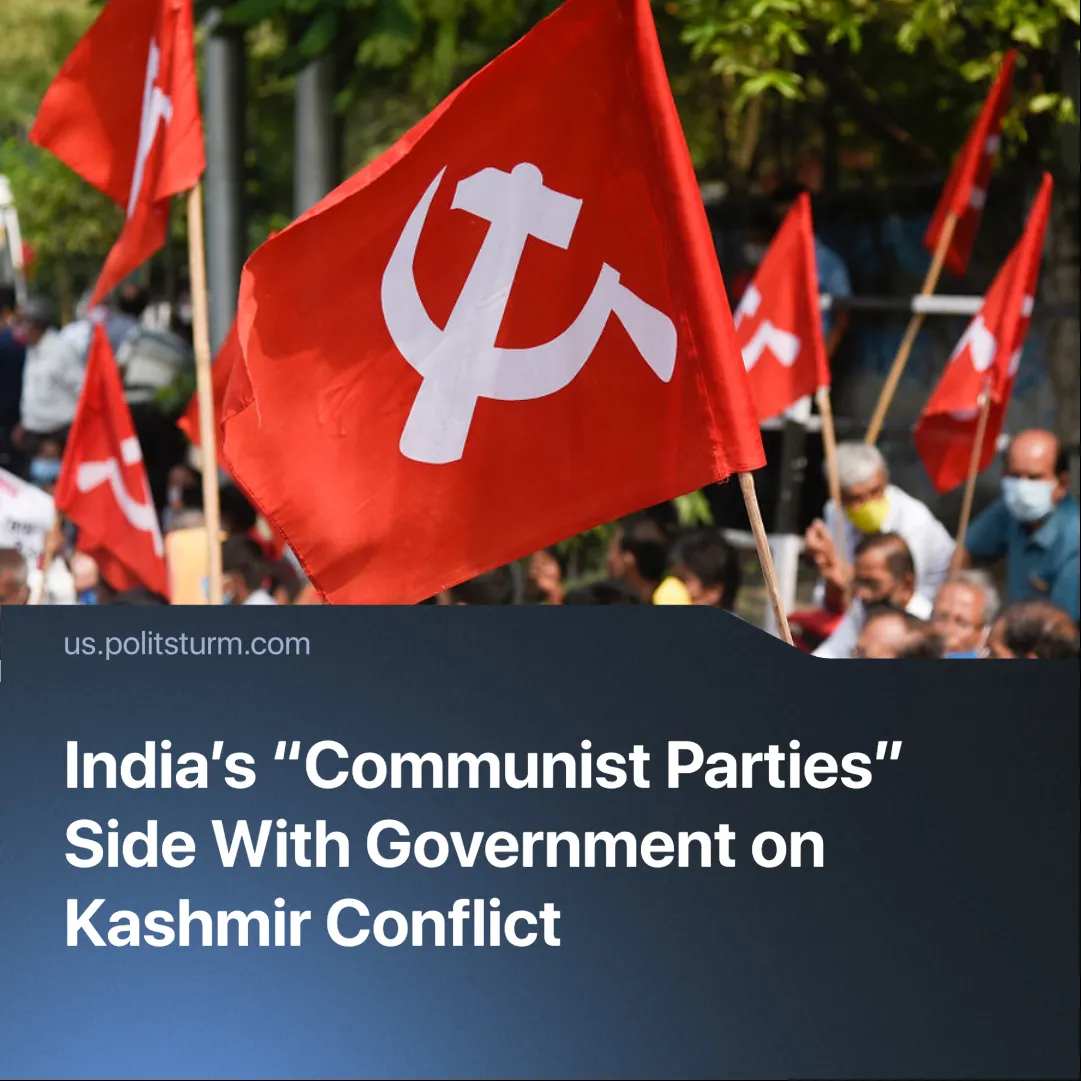 us.politsturm.com
India’s “Communist Parties”
Side With Government on
Kashmir Conflict